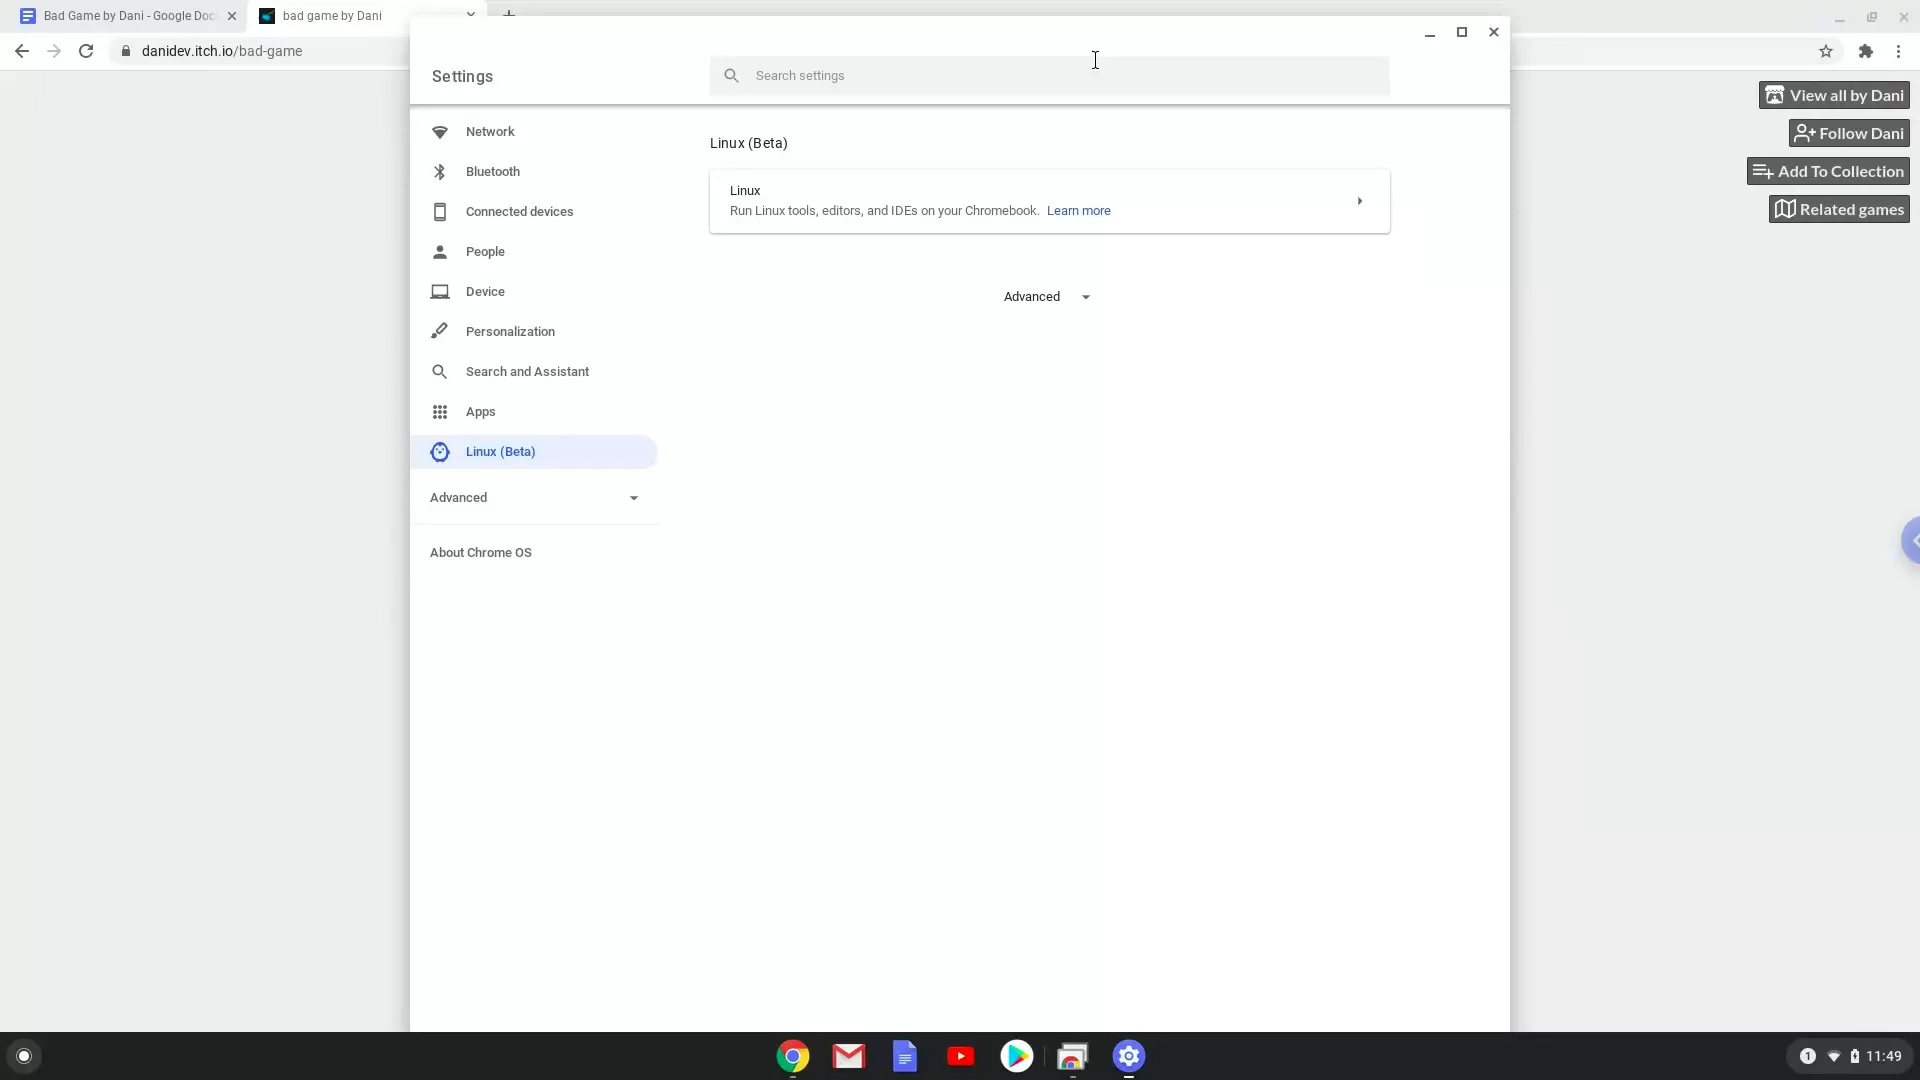 Bad Game by Dani - Google Doc
bad game by Dani
danidev.itch.io/bad-game
Settings
Search settings
View all by Dani
Follow Dani
Add To Collection
Related games
Network
Bluetooth
Connected devices
People
Device
Personalization
Search and Assistant
Apps
Linux (Beta)
Advanced
About Chrome OS
Linux (Beta)
Linux
Run Linux tools, editors, and IDEs on your Chromebook. Learn more
Advanced
1
11:49